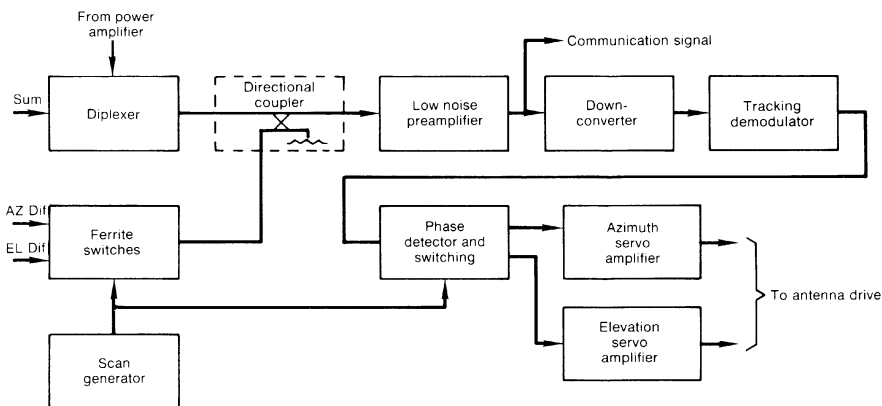 From power
amplifier
Communication signal
Sum
Diplexer
Directional
coupler
Low noise
preamplifier
Down-
converter
Tracking
demodulator
AZ Dif
EL Dif
Ferrite
switches
Phase
detector and
switching
Azimuth
servo
amplifier
To antenna drive
Elevation
servo
amplifier
Scan
generator